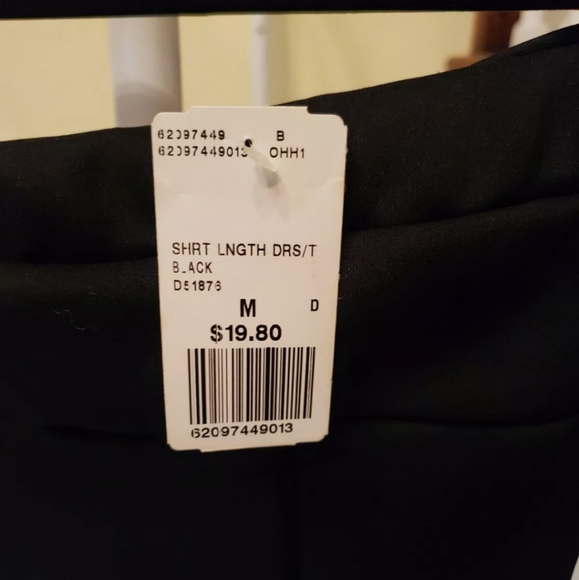 62097449 B
62097449013 OHH1
SHRT LNGTH DRS/T
BLACK
D51876
M D
$19.80
62097449013